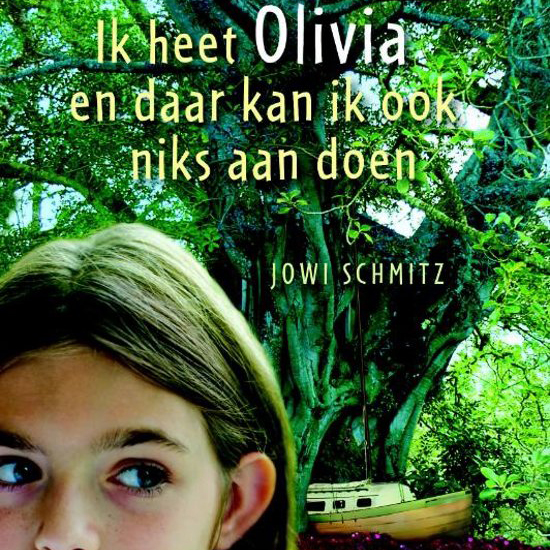 Ik heet Olivia
en daar kan ik ook
niks aan doen
JOWI SCHMITZ